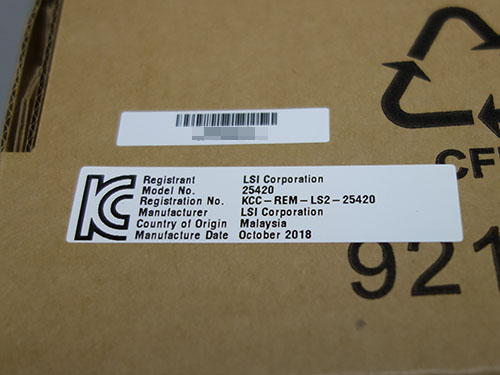 KC
Registrant LSI Corporation
Model No. 25420
Registration No. KCC-REM-LS2-25420
Manufacturer LSI Corporation
Country of Origin Malaysia
Manufacture Date October 2018
CF
921